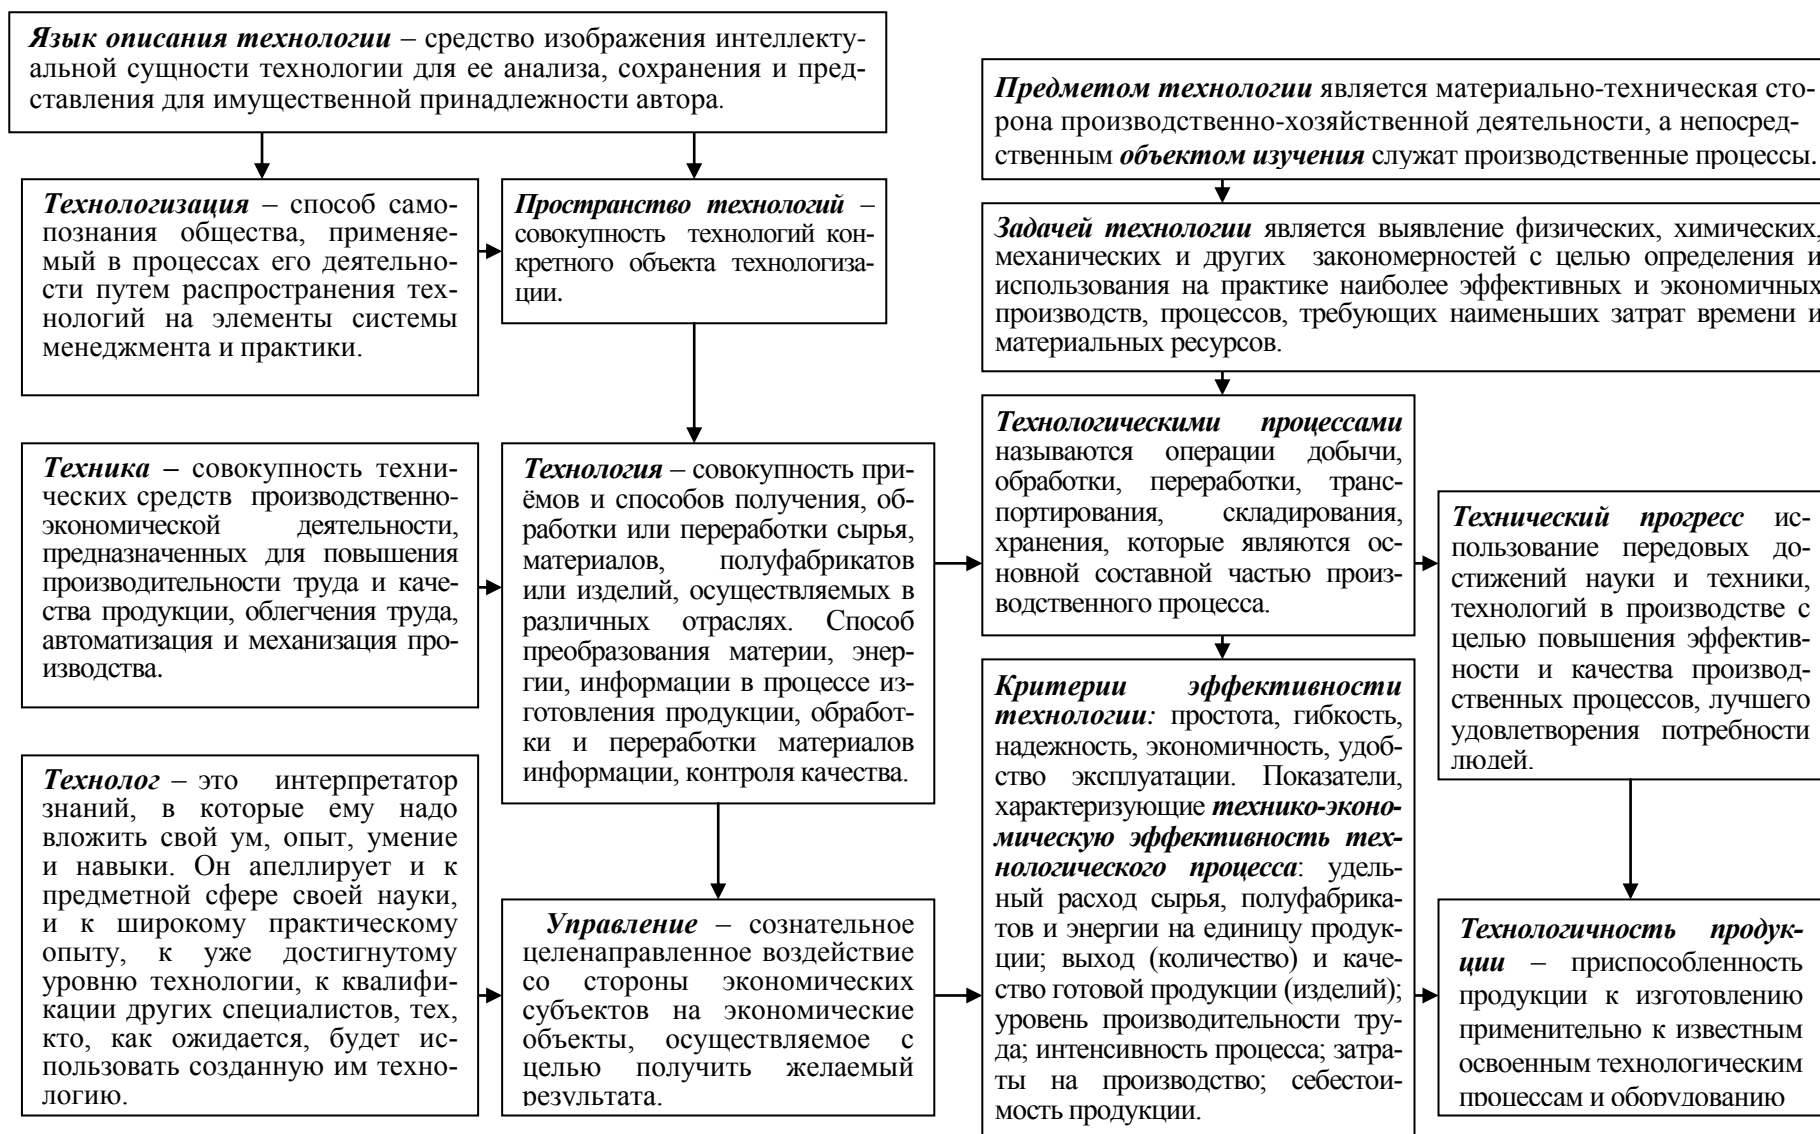 Язык описания технологии – средство изображения интеллекту-
альной сущности технологии для ее анализа, сохранения и пред-
ставления для имущественной принадлежности автора.
Предметом технологии является материально-техническая сто-
рона производственно-хозяйственной деятельности, а непосред-
ственным объектом изучения служат производственные процессы.
Технологизация – способ само-
познания общества, применяе-
мый в процессах его деятельно-
сти путем распространения тех-
нологий на элементы системы
менеджмента и практики.
Пространство технологий –
совокупность технологий кон-
кретного объекта технологиза-
ции.
Задачей технологии является выявление физических, химических,
механических и других закономерностей с целью определения и
использования на практике наиболее эффективных и экономичных
производств, процессов, требующих наименьших затрат времени и
материальных ресурсов.
Техника – совокупность техни-
ческих средств производственно-
экономической деятельности,
предназначенных для повышения
производительности труда и каче-
ства продукции, облегчения труда,
автоматизация и механизация про-
изводства.
Технология – совокупность при-
ёмов и способов получения, об-
работки или переработки сырья,
материалов, полуфабрикатов
или изделий, осуществляемых в
различных отраслях. Способ
преобразования материи, энер-
гии, информации в процессе из-
готовления продукции, обработ-
ки и переработки материалов
информации, контроля качества.
Технологическими процессами
называются операции добычи,
обработки, переработки, транс-
портирования, складирования,
хранения, которые являются ос-
новной составной частью произ-
водственного процесса.
Технический прогресс ис-
пользование передовых до-
стижений науки и техники,
технологий в производстве с
целью повышения эффектив-
ности и качества производ-
ственных процессов, лучшего
удовлетворения потребности
людей.
Технолог – это интерпретатор
знаний, в которые ему надо
вложить свой ум, опыт, умение
и навыки. Он апеллирует и к
предметной сфере своей науки,
и к широкому практическому
опыту, к уже достигнутому
уровню технологии, к квалифи-
кации других специалистов, тех,
кто, как ожидается, будет ис-
пользовать созданную им техно-
логию.
Управление – сознательное
целенаправленное воздействие
со стороны экономических
субъектов на экономические
объекты, осуществляемое с
целью получить желаемый
результата.
Критерии эффективности
технологии: простота, гибкость,
надежность, экономичность, удоб-
ство эксплуатации. Показатели,
характеризующие технико-эконо-
мическую эффективность тех-
нологического процесса: удель-
ный расход сырья, полуфабрика-
тов и энергии на единицу продук-
ции; выход (количество) и каче-
ство готовой продукции (изделий);
уровень производительности тру-
да; интенсивность процесса; затра-
ты на производство; себестои-
мость продукции.
Технологичность продук-
ции – приспособленность
продукции к изготовлению
применительно к известным
освоенным технологическим
процессам и оборудованию